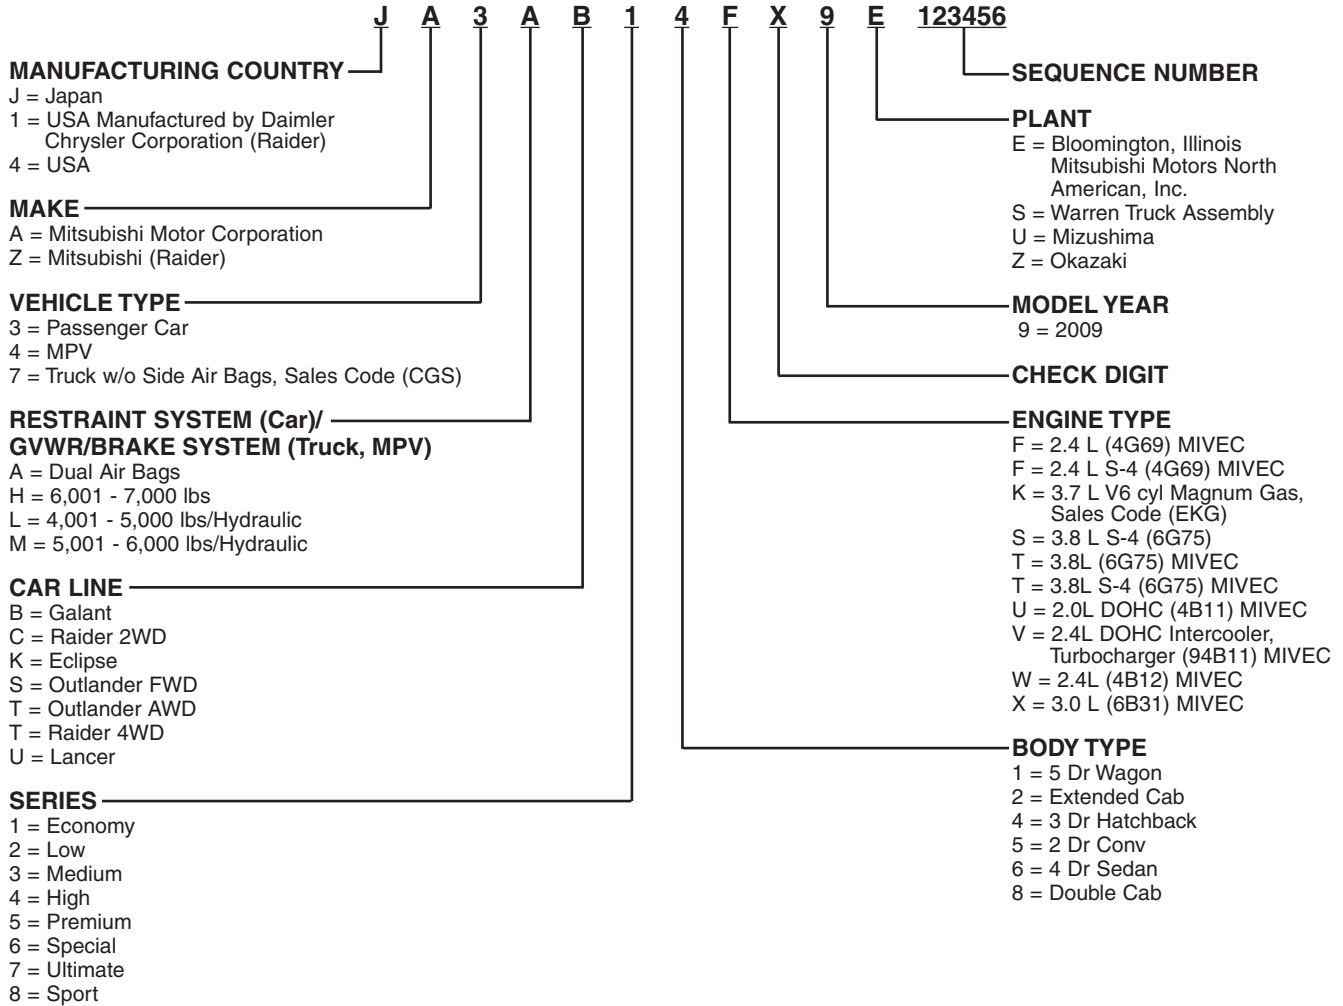 J A 3 A B 1 4 F X 9 E 123456
MANUFACTURING COUNTRY
J = Japan
1 = USA Manufactured by Daimler
Chrysler Corporation (Raider)
4 = USA
MAKE
A = Mitsubishi Motor Corporation
Z = Mitsubishi (Raider)
VEHICLE TYPE
3 = Passenger Car
4 = MPV
7 = Truck w/o Side Air Bags, Sales Code (CGS)
RESTRAINT SYSTEM (Car)/
GVWR/BRAKE SYSTEM (Truck, MPV)
A = Dual Air Bags
H = 6,001 - 7,000 lbs
L = 4,001 - 5,000 lbs/Hydraulic
M = 5,001 - 6,000 lbs/Hydraulic
CAR LINE
B = Galant
C = Raider 2WD
K = Eclipse
S = Outlander FWD
T = Outlander AWD
T = Raider 4WD
U = Lancer
SERIES
1 = Economy
2 = Low
3 = Medium
4 = High
5 = Premium
6 = Special
7 = Ultimate
8 = Sport
SEQUENCE NUMBER
PLANT
E = Bloomington, Illinois
Mitsubishi Motors North
American, Inc.
S = Warren Truck Assembly
U = Mizushima
Z = Okazaki
MODEL YEAR
9 = 2009
CHECK DIGIT
ENGINE TYPE
F = 2.4 L (4G69) MIVEC
F = 2.4 L S-4 (4G69) MIVEC
K = 3.7 L V6 cyl Magnum Gas,
Sales Code (EKG)
S = 3.8 L S-4 (6G75)
T = 3.8L (6G75) MIVEC
T = 3.8L S-4 (6G75) MIVEC
U = 2.0L DOHC (4B11) MIVEC
V = 2.4L DOHC Intercooler,
Turbocharger (94B11) MIVEC
W = 2.4L (4B12) MIVEC
X = 3.0 L (6B31) MIVEC
BODY TYPE
1 = 5 Dr Wagon
2 = Extended Cab
4 = 3 Dr Hatchback
5 = 2 Dr Conv
6 = 4 Dr Sedan
8 = Double Cab